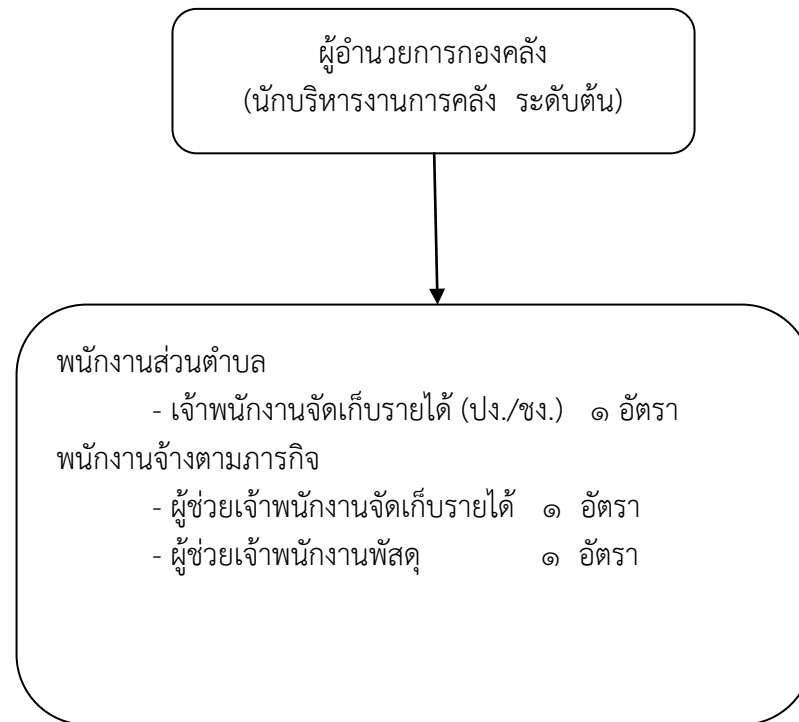 ผู้อำนวยการกองคลัง
(นักบริหารงานการคลัง ระดับต้น)
พนักงานส่วนตำบล
- เจ้าพนักงานจัดเก็บรายได้ (ปง./ชง.) ๑ อัตรา
พนักงานจ้างตามภารกิจ
- ผู้ช่วยเจ้าพนักงานจัดเก็บรายได้ ๑ อัตรา
- ผู้ช่วยเจ้าพนักงานพัสดุ ๑ อัตรา